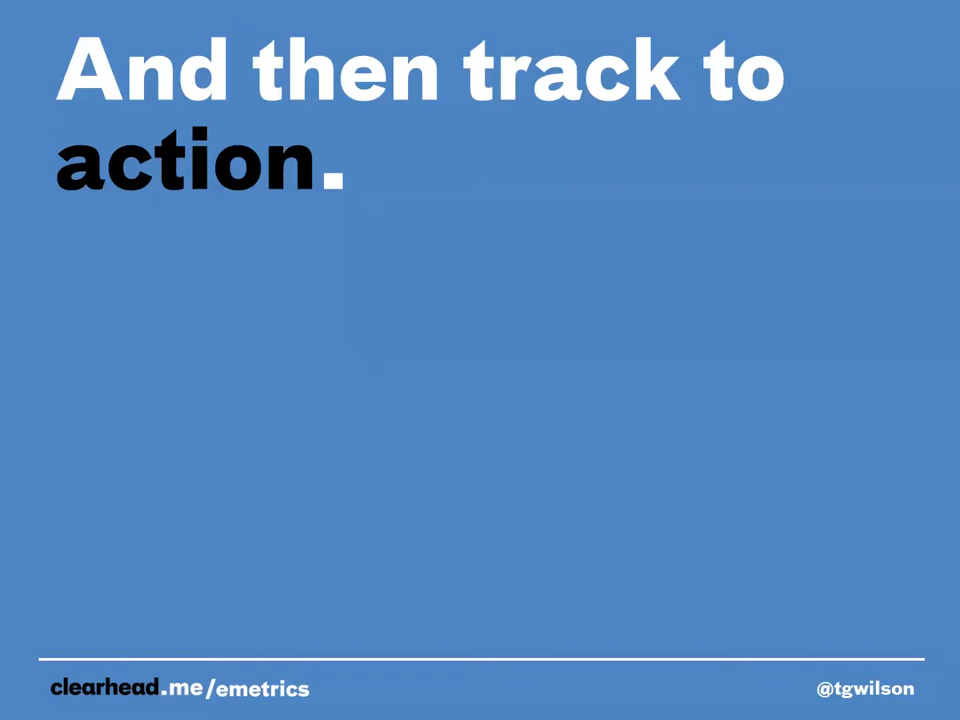 And then track to
action.
clearhead.me/emetrics
@tgwilson